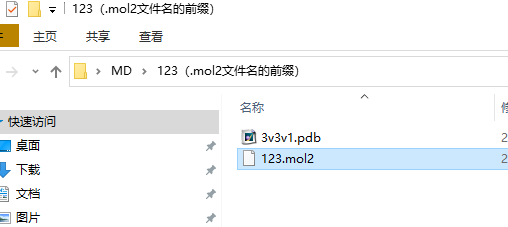 123（.mol2文件名的前缀）
主页 共享 查看
MD 123（.mol2文件名的前缀）
名称
快速访问
3v3v1.pdb
桌面
123.mol2
下载
文档
图片